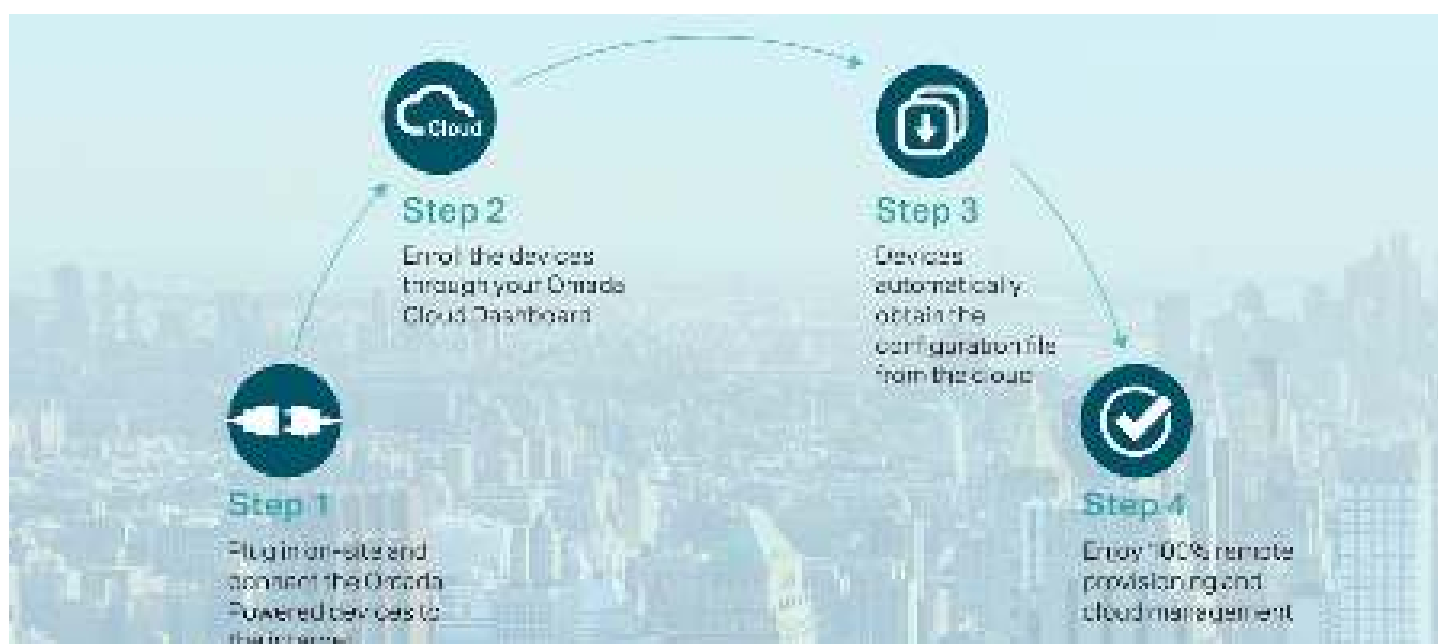 Cloud
Step 2
Enroll the devices
through your Omada
Cloud Dashboard
Step 3
Devices
automatically
obtain the
configuration file
from the cloud
Step 1
Plug in on-site and
connect the Omada
Powered devices to
the internet
Step 4
Enjoy 100% remote
provisioning and
cloud management